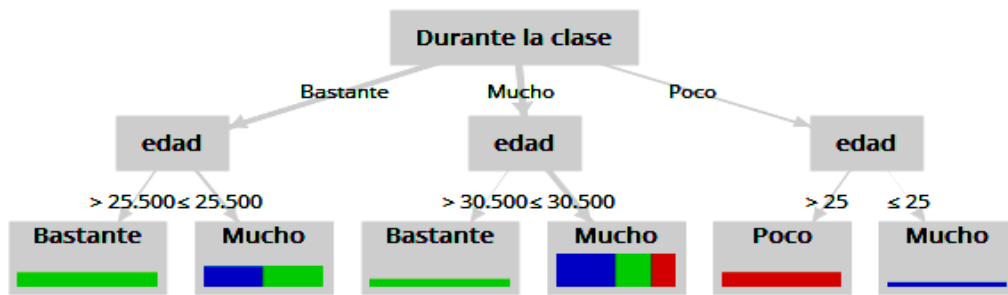 Durante la clase
Bastante Mucho Poco
edad edad edad
> 25.500 ≤ 25.500 > 30.500 ≤ 30.500 > 25 ≤ 25
Bastante Mucho Bastante Mucho Poco Mucho